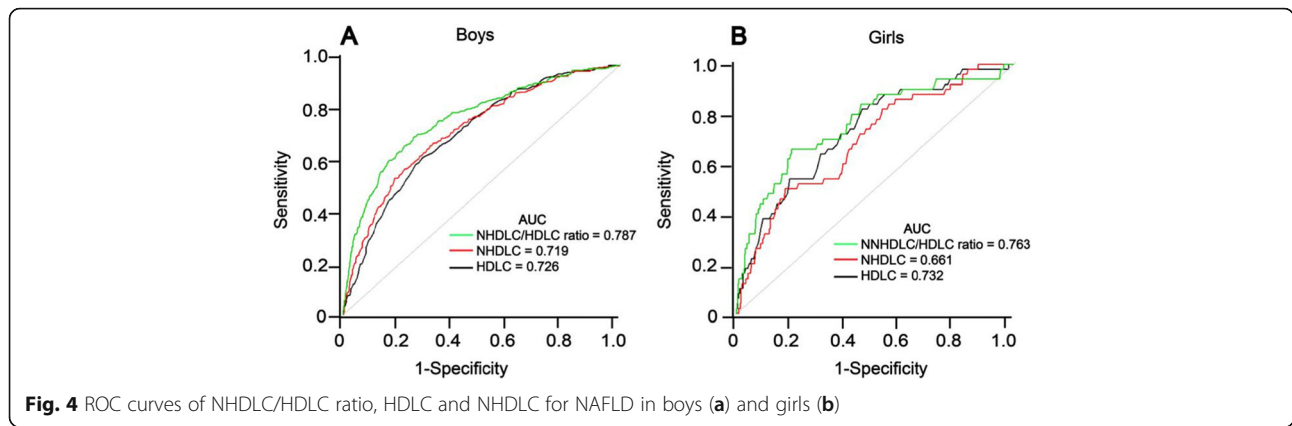 A
Boys
1.0
0.8
0.6
0.4
0.2
0
Sensitivity
AUC
NHDLC/HDLC ratio = 0.787
NHDLC = 0.719
HDLC = 0.726
0 0.2 0.4 0.6 0.8 1.0
1-Specificity
B
Girls
1.0
0.8
0.6
0.4
0.2
0
Sensitivity
AUC
NNHDLC/HDLC ratio = 0.763
NHDLC = 0.661
HDLC = 0.732
0 0.2 0.4 0.6 0.8 1.0
1-Specificity
Fig. 4 ROC curves of NHDLC/HDLC ratio, HDLC and NHDLC for NAFLD in boys (a) and girls (b)